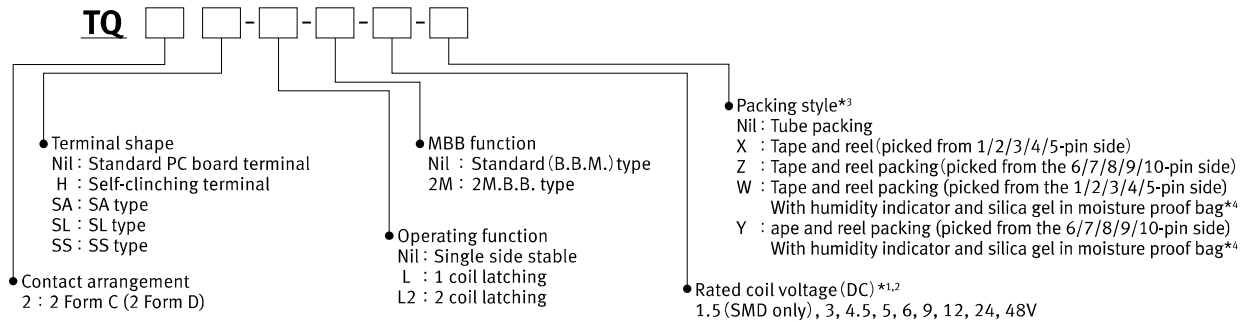 TQ - - - -
Packing style*3
Nil : Tube packing
X : Tape and reel (picked from 1/2/3/4/5-pin side)
Z : Tape and reel packing (picked from the 6/7/8/9/10-pin side)
W : Tape and reel packing (picked from the 1/2/3/4/5-pin side)
With humidity indicator and silica gel in moisture proof bag*4
Y : ape and reel packing (picked from the 6/7/8/9/10-pin side)
With humidity indicator and silica gel in moisture proof bag*4
Terminal shape
Nil : Standard PC board terminal
H : Self-clinching terminal
SA : SA type
SL : SL type
SS : SS type
MBB function
Nil : Standard (B.B.M.) type
2M : 2M.B.B. type
Operating function
Nil : Single side stable
L : 1 coil latching
L2 : 2 coil latching
Contact arrangement
2 : 2 Form C (2 Form D)
Rated coil voltage (DC) *1,2
1.5 (SMD only) , 3, 4.5, 5, 6, 9, 12, 24, 48V